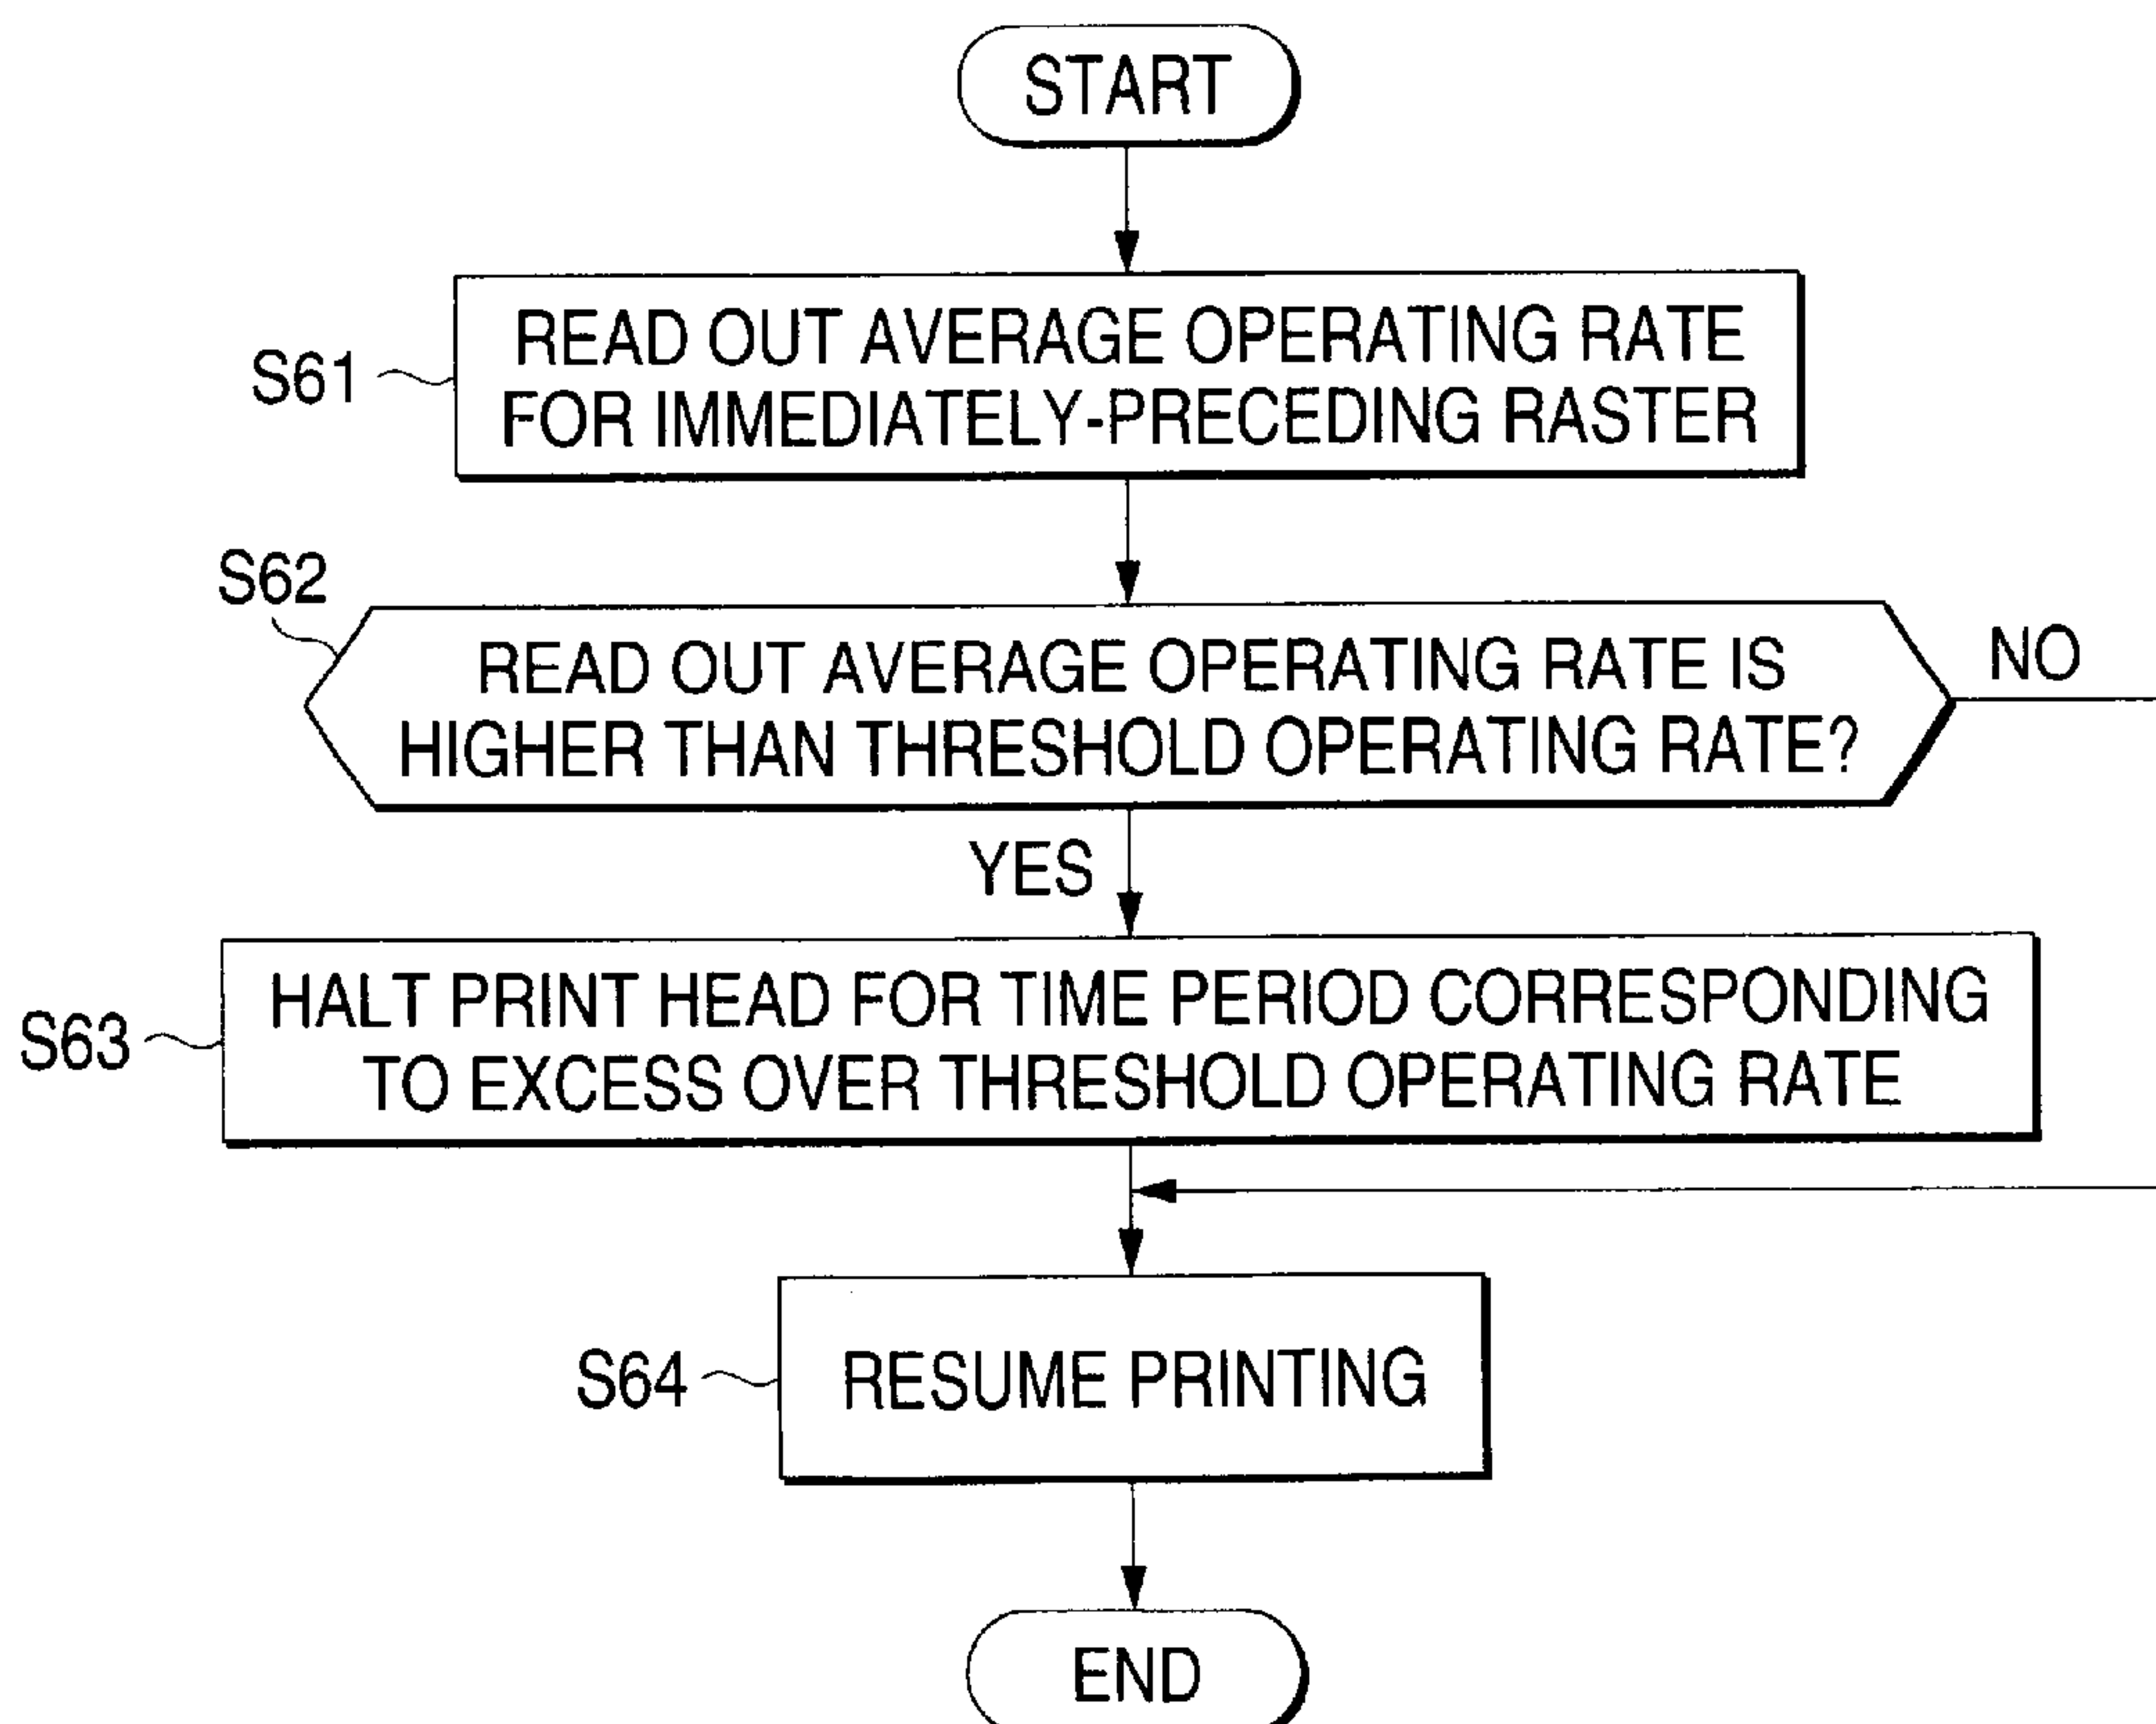 START
S61
READ OUT AVERAGE OPERATING RATE
FOR IMMEDIATELY-PRECEDING RASTER
S62
READ OUT AVERAGE OPERATING RATE IS
HIGHER THAN THRESHOLD OPERATING RATE?
NO
YES
S63
HALT PRINT HEAD FOR TIME PERIOD CORRESPONDING
TO EXCESS OVER THRESHOLD OPERATING RATE
S64
RESUME PRINTING
END